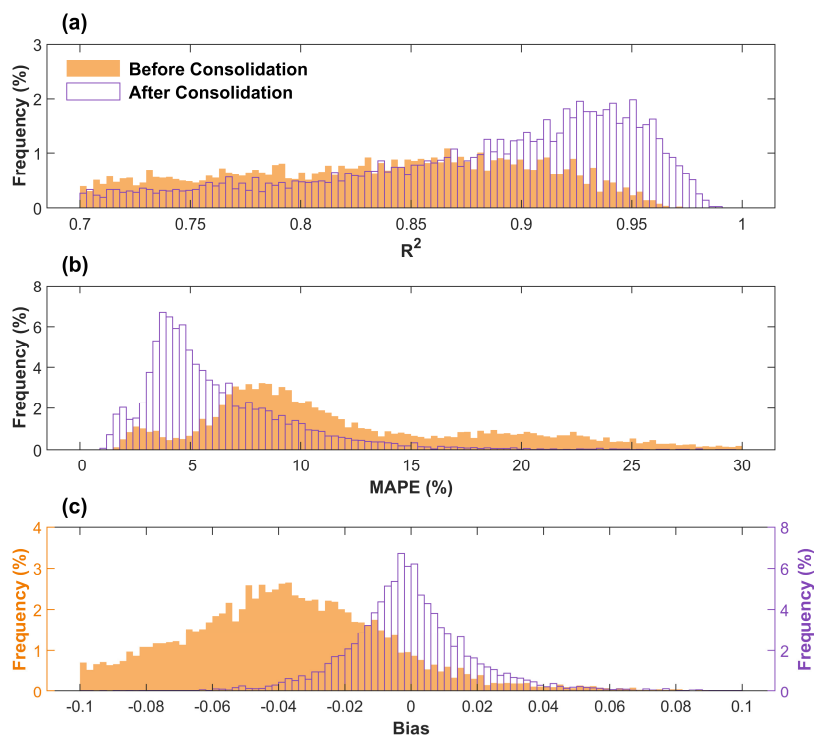 (a)
3
2
1
0
Frequency (%)
Before Consolidation
After Consolidation
0.7 0.75 0.8 0.85 0.9 0.95 1
R2
(b)
8
6
4
2
0
Frequency (%)
0 5 10 15 20 25 30
MAPE (%)
(c)
4
3
2
1
0
Frequency (%)
8
6
4
2
0
Frequency (%)
-0.1 -0.08 -0.06 -0.04 -0.02 0 0.02 0.04 0.06 0.08 0.1
Bias